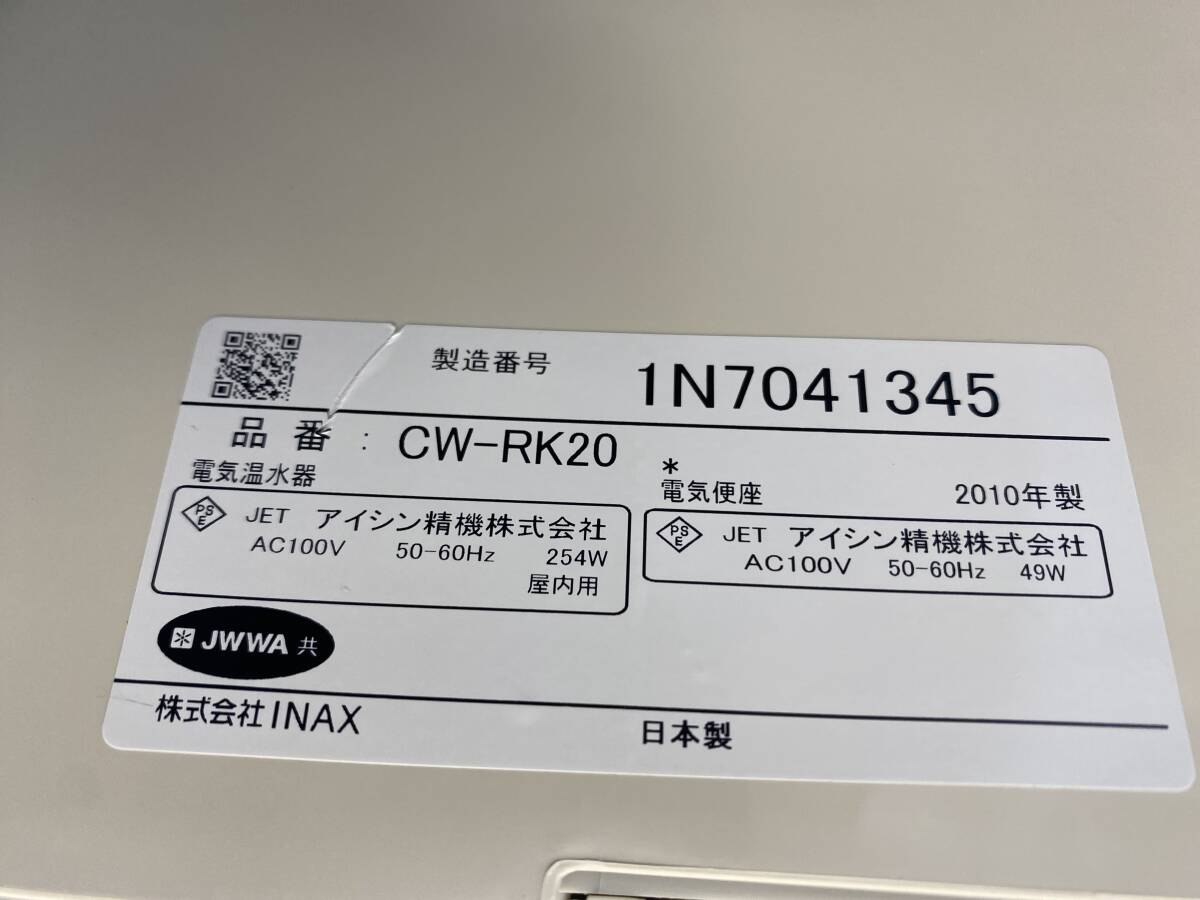 製造番号 1N7041345
品 番 : CW-RK20
電気温水器
PS
E
JET アイシン精機株式会社
AC100V 50-60Hz 254W
屋内用
*
電気便座 2010年製
PS
E
JET アイシン精機株式会社
AC100V 50-60Hz 49W
JWWA 共
株式会社INAX 日本製